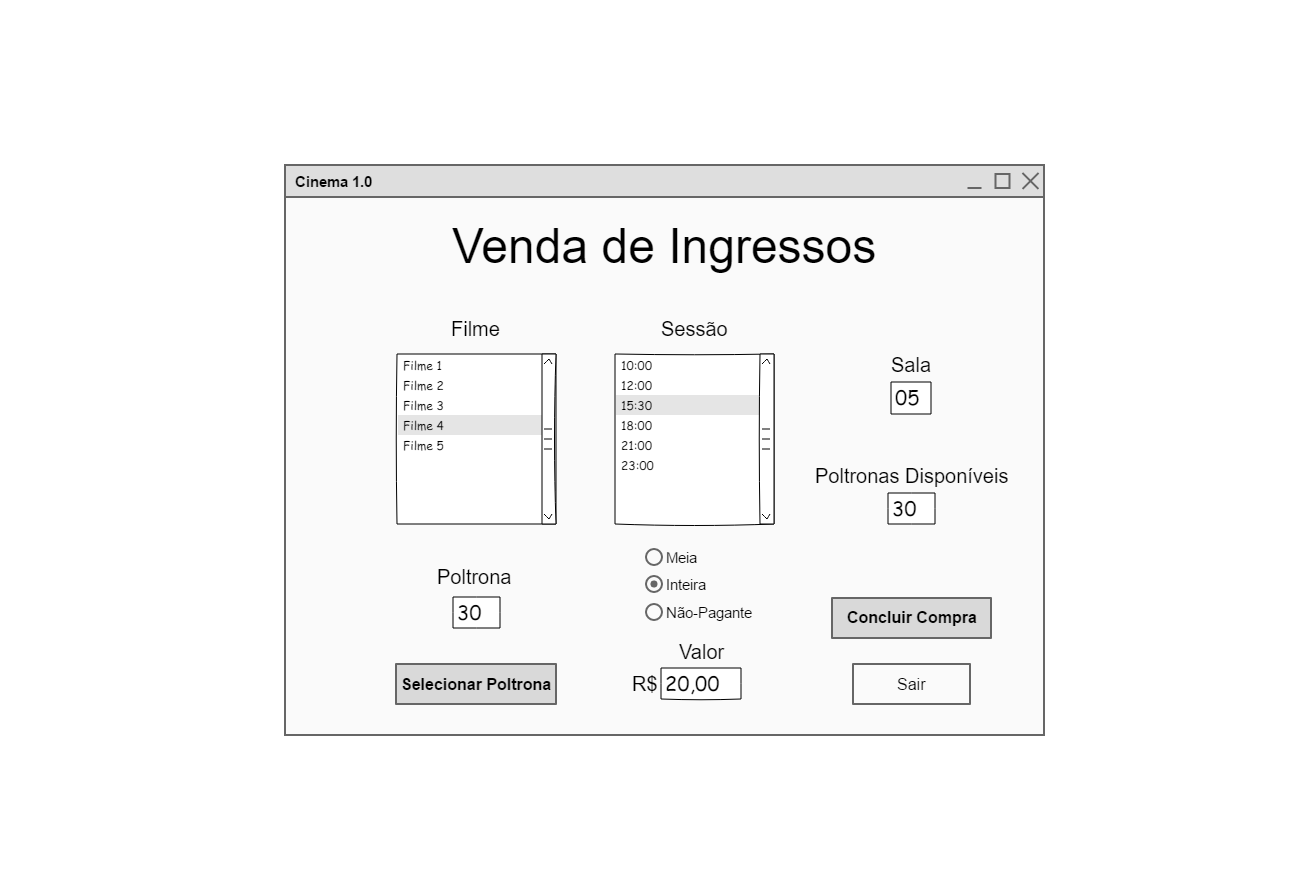 Cinema 1.0
Venda de Ingressos
Filme
Filme 1
Filme 2
Filme 3
Filme 4
Filme 5
Sessão
10:00
12:00
15:30
18:00
21:00
23:00
Sala
05
Poltronas Disponíveis
30
Poltrona
30
Selecionar Poltrona
Meia
Inteira
Não-Pagante
Valor
R$ 20,00
Concluir Compra
Sair